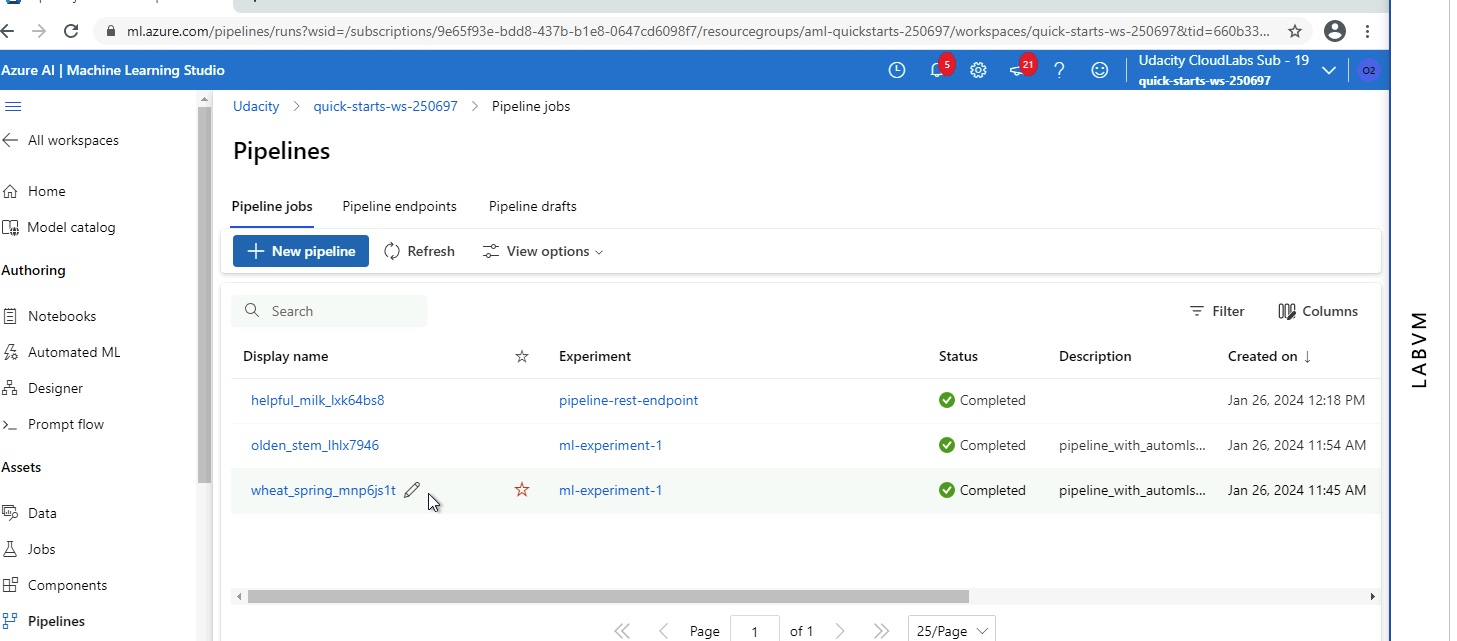 ml.azure.com/pipelines/runs?wsid=/subscriptions/9e65f93e-bdd8-437b-b1e8-0647cd6098f7/resourcegroups/aml-quickstarts-250697/workspaces/quick-starts-ws-250697&tid=660b33...
Azure AI | Machine Learning Studio
5
21
?
Udacity CloudLabs Sub - 19
quick-starts-ws-250697
O2
All workspaces
Home
Model catalog
Authoring
Notebooks
Automated ML
Designer
Prompt flow
Assets
Data
Jobs
Components
Pipelines
Udacity > quick-starts-ws-250697 > Pipeline jobs
Pipelines
Pipeline jobs Pipeline endpoints Pipeline drafts
New pipeline Refresh View options
Search Filter Columns
Display name Experiment Status Description Created on ↓
helpful_milk_lxk64bs8 pipeline-rest-endpoint Completed Jan 26, 2024 12:18 PM
olden_stem_lhlx7946 ml-experiment-1 Completed pipeline_with_automls... Jan 26, 2024 11:54 AM
wheat_spring_mnp6js1t ml-experiment-1 Completed pipeline_with_automls... Jan 26, 2024 11:45 AM
Page 1 of 1 25/Page
LABVM